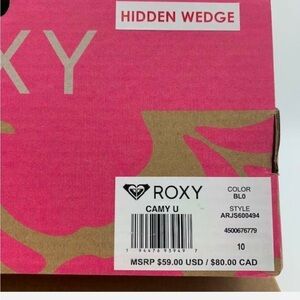 HIDDEN WEDGE
XY
ROXY
CAMY U
COLOR
BL0
STYLE
ARJS600494
4500676779
10
MSRP $59.00 USD / $80.00 CAD